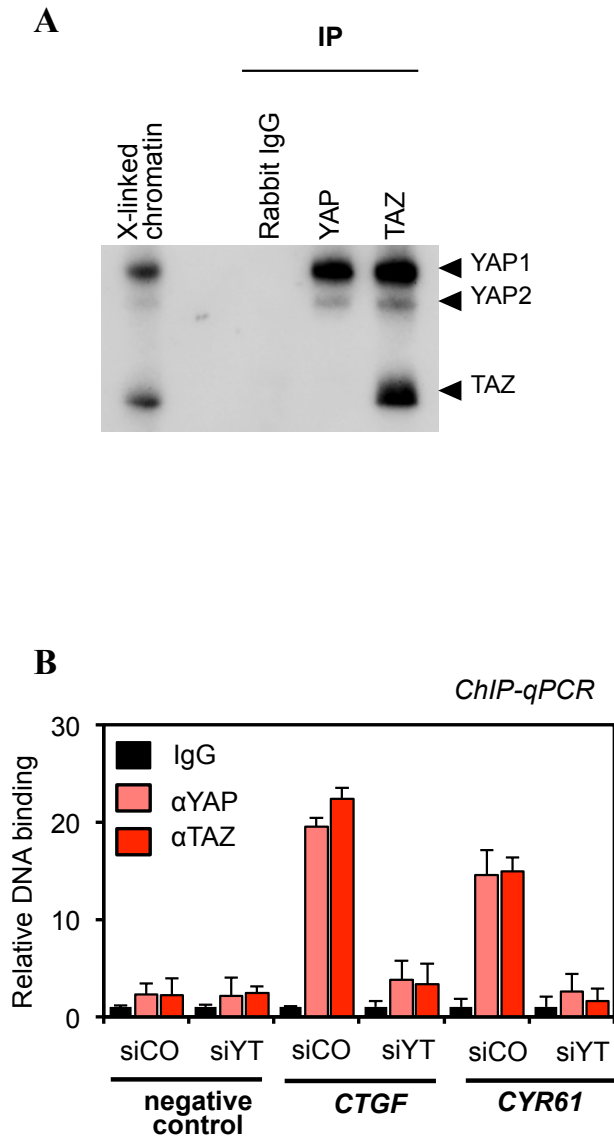 A
IP
X-linked
chromatin
Rabbit IgG
YAP
TAZ
YAP1
YAP2
TAZ
B
ChIP-qPCR
Relative DNA binding
30
20
10
0
IgG
αYAP
αTAZ
siCO siYT siCO siYT siCO siYT
negative
control
CTGF
CYR61